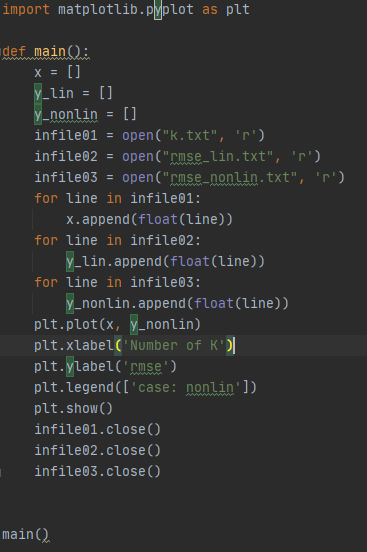 import matplotlib.pyplot as plt
def main():
    x = []
    y_lin = []
    y_nonlin = []
    infile01 = open("k.txt", 'r')
    infile02 = open("rmse_lin.txt", 'r')
    infile03 = open("rmse_nonlin.txt", 'r')
    for line in infile01:
        x.append(float(line))
    for line in infile02:
        y_lin.append(float(line))
    for line in infile03:
        y_nonlin.append(float(line))
    plt.plot(x, y_nonlin)
    plt.xlabel('Number of K')
    plt.ylabel('rmse')
    plt.legend(['case: nonlin'])
    plt.show()
    infile01.close()
    infile02.close()
    infile03.close()
main()